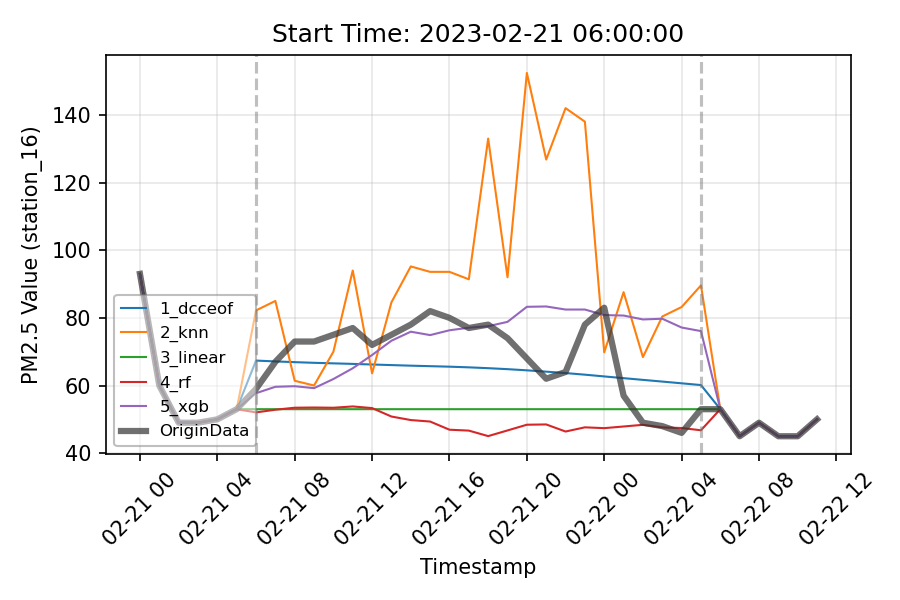 Start Time: 2023-02-21 06:00:00
PM2.5 Value (station_16)
140
120
100
80
60
40
1_dcceof
2_knn
3_linear
4_rf
5_xgb
OriginData
02-21 00
02-21 04
02-21 08
02-21 12
02-21 16
02-21 20
02-22 00
02-22 04
02-22 08
02-22 12
Timestamp